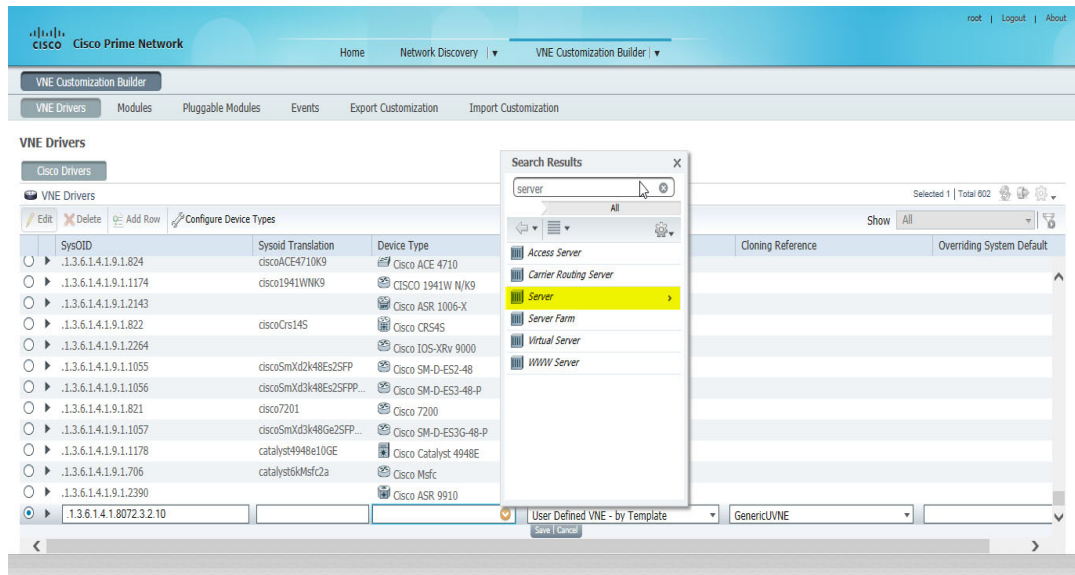 root | Logout | About
CISCO Cisco Prime Network
Home Network Discovery | VNE Customization Builder |
VNE Customization Builder
VNE Drivers Modules Pluggable Modules Events Export Customization Import Customization
VNE Drivers
Cisco Drivers
VNE Drivers
Selected 1 | Total 602
Edit Delete Add Row Configure Device Types
Show All
SysOID Sysoid Translation Device Type Cloning Reference Overriding System Default
.1.3.6.1.4.1.9.1.824 ciscoACE4710K9 Cisco ACE 4710
.1.3.6.1.4.1.9.1.1174 cisco1941WNK9 CISCO 1941W N/K9
.1.3.6.1.4.1.9.1.2143 Cisco ASR 1006-X
.1.3.6.1.4.1.9.1.822 ciscoCrs14S Cisco CRS4S
.1.3.6.1.4.1.9.1.2264 Cisco IOS-XRv 9000
.1.3.6.1.4.1.9.1.1055 ciscoSmXd2k48Es2SFP Cisco SM-D-ES2-48
.1.3.6.1.4.1.9.1.1056 ciscoSmXd3k48Es2SFPP... Cisco SM-D-ES3-48-P
.1.3.6.1.4.1.9.1.821 cisco7201 Cisco 7200
.1.3.6.1.4.1.9.1.1057 ciscoSmXd3k48Ge2SFP... Cisco SM-D-ES3G-48-P
.1.3.6.1.4.1.9.1.1178 catalyst4948e10GE Cisco Catalyst 4948E
.1.3.6.1.4.1.9.1.706 catalyst6kMsfc2a Cisco Msfc
.1.3.6.1.4.1.9.1.2390 Cisco ASR 9910
.1.3.6.1.4.1.8072.3.2.10 User Defined VNE - by Template GenericUVNE
Save | Cancel
Search Results X
server
All
Access Server
Carrier Routing Server
Server
Server Farm
Virtual Server
WWW Server